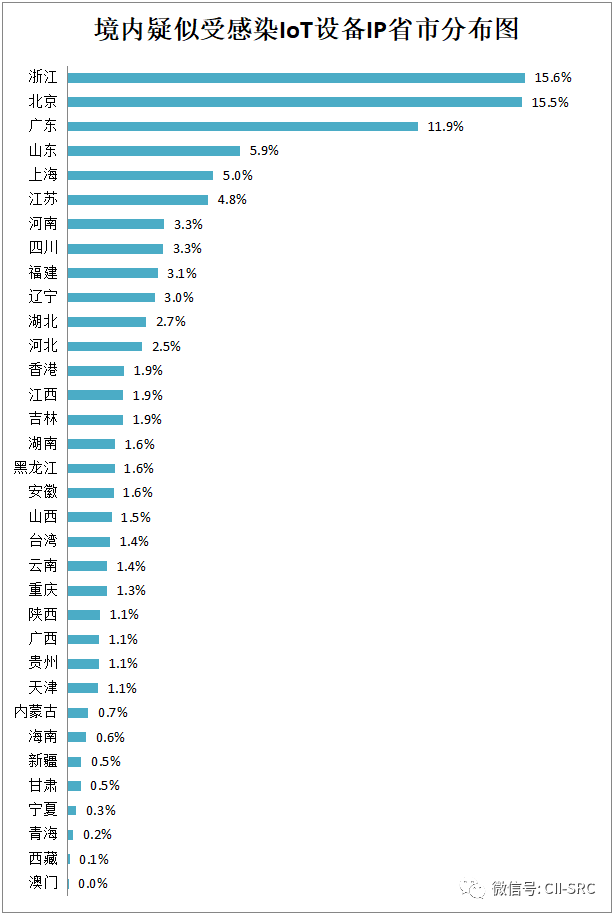 境内疑似受感染IoT设备IP省市分布图
浙江 15.6%
北京 15.5%
广东 11.9%
山东 5.9%
上海 5.0%
江苏 4.8%
河南 3.3%
四川 3.3%
福建 3.1%
辽宁 3.0%
湖北 2.7%
河北 2.5%
香港 1.9%
江西 1.9%
吉林 1.9%
湖南 1.6%
黑龙江 1.6%
安徽 1.6%
山西 1.5%
台湾 1.4%
云南 1.4%
重庆 1.3%
陕西 1.1%
广西 1.1%
贵州 1.1%
天津 1.1%
内蒙古 0.7%
海南 0.6%
新疆 0.5%
甘肃 0.5%
宁夏 0.3%
青海 0.2%
西藏 0.1%
澳门 0.0%
微信号: CII-SRC